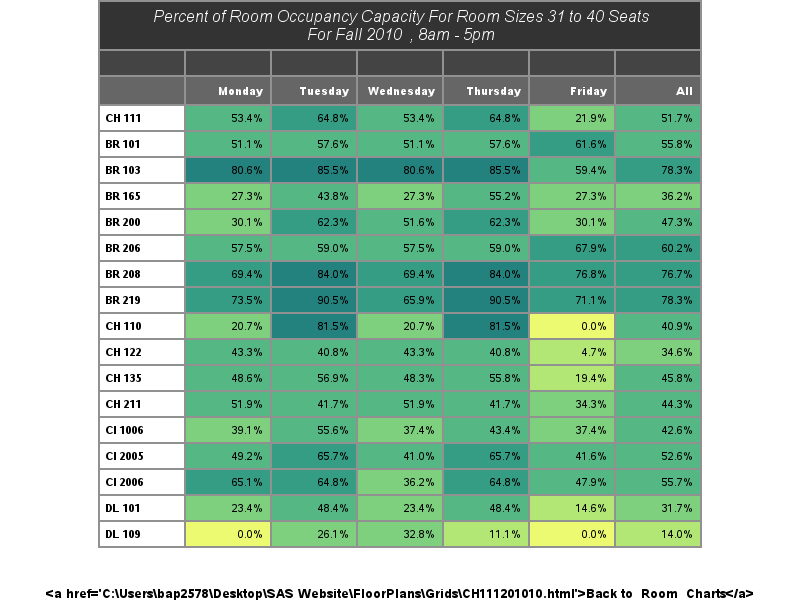 Percent of Room Occupancy Capacity For Room Sizes 31 to 40 Seats
For Fall 2010 , 8am - 5pm
Monday Tuesday Wednesday Thursday Friday All
CH 111 53.4% 64.8% 53.4% 64.8% 21.9% 51.7%
BR 101 51.1% 57.6% 51.1% 57.6% 61.6% 55.8%
BR 103 80.6% 85.5% 80.6% 85.5% 59.4% 78.3%
BR 165 27.3% 43.8% 27.3% 55.2% 27.3% 36.2%
BR 200 30.1% 62.3% 51.6% 62.3% 30.1% 47.3%
BR 206 57.5% 59.0% 57.5% 59.0% 67.9% 60.2%
BR 208 69.4% 84.0% 69.4% 84.0% 76.8% 76.7%
BR 219 73.5% 90.5% 65.9% 90.5% 71.1% 78.3%
CH 110 20.7% 81.5% 20.7% 81.5% 0.0% 40.9%
CH 122 43.3% 40.8% 43.3% 40.8% 4.7% 34.6%
CH 135 48.6% 56.9% 48.3% 55.8% 19.4% 45.8%
CH 211 51.9% 41.7% 51.9% 41.7% 34.3% 44.3%
CI 1006 39.1% 55.6% 37.4% 43.4% 37.4% 42.6%
CI 2005 49.2% 65.7% 41.0% 65.7% 41.6% 52.6%
CI 2006 65.1% 64.8% 36.2% 64.8% 47.9% 55.7%
DL 101 23.4% 48.4% 23.4% 48.4% 14.6% 31.7%
DL 109 0.0% 26.1% 32.8% 11.1% 0.0% 14.0%
<a href='C:\Users\bap2578\Desktop\SAS Website\FloorPlans\Grids\CH111201010.html'>Back to Room Charts</a>